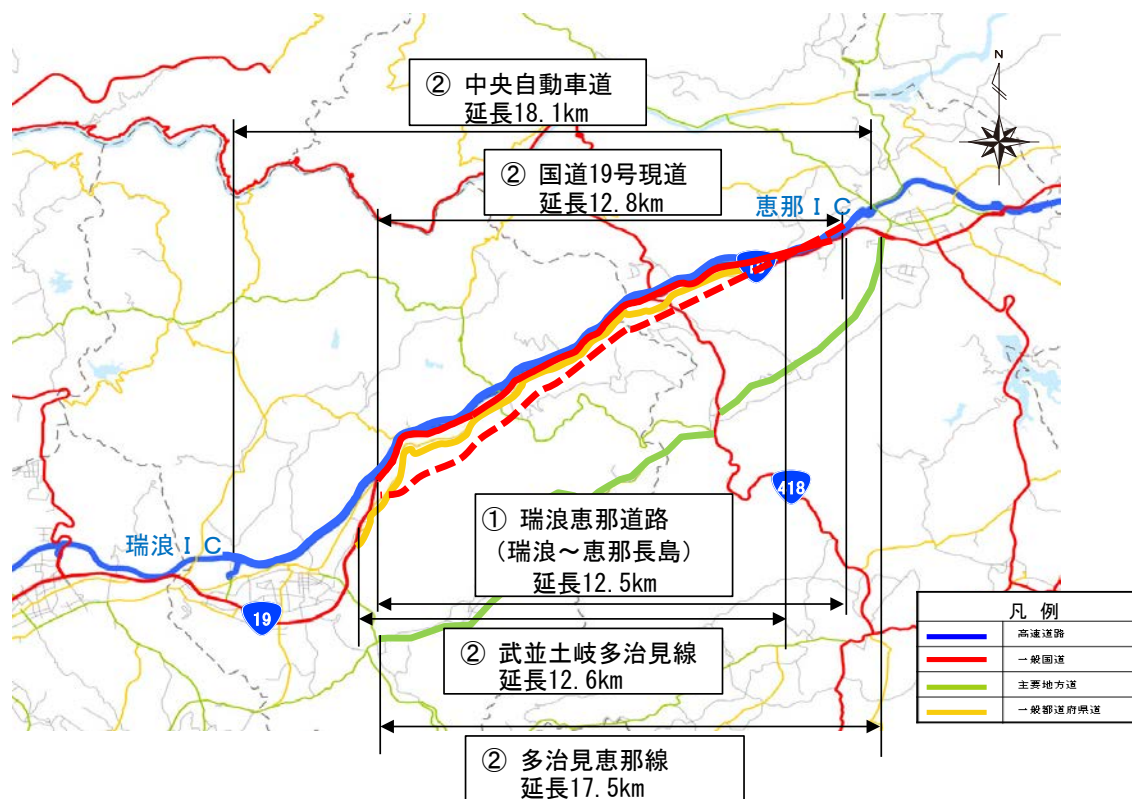 ② 中央自動車道
延長18.1km
N
② 国道19号現道
延長12.8km
恵那ＩＣ
418
① 瑞浪恵那道路
(瑞浪～恵那長島)
延長12.5km
瑞浪ＩＣ
19
凡 例
高速道路
一般国道
主要地方道
一般都道府県道
② 武並土岐多治見線
延長12.6km
② 多治見恵那線
延長17.5km